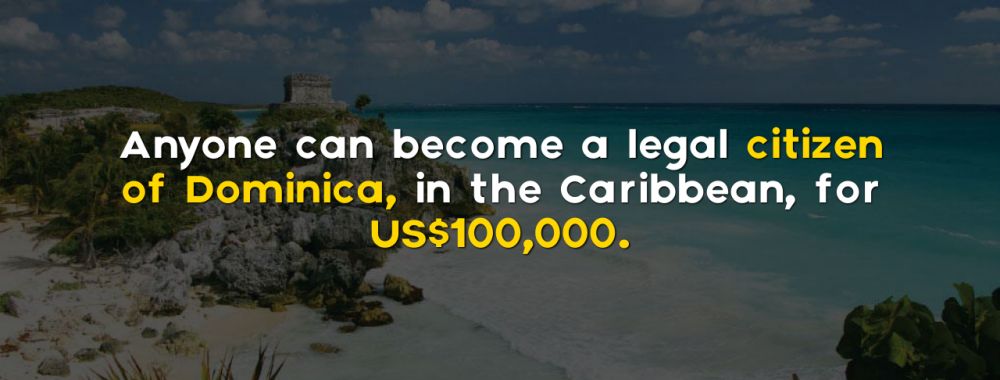 Anyone can become a legal citizen
of Dominica, in the Caribbean, for
US$100,000.